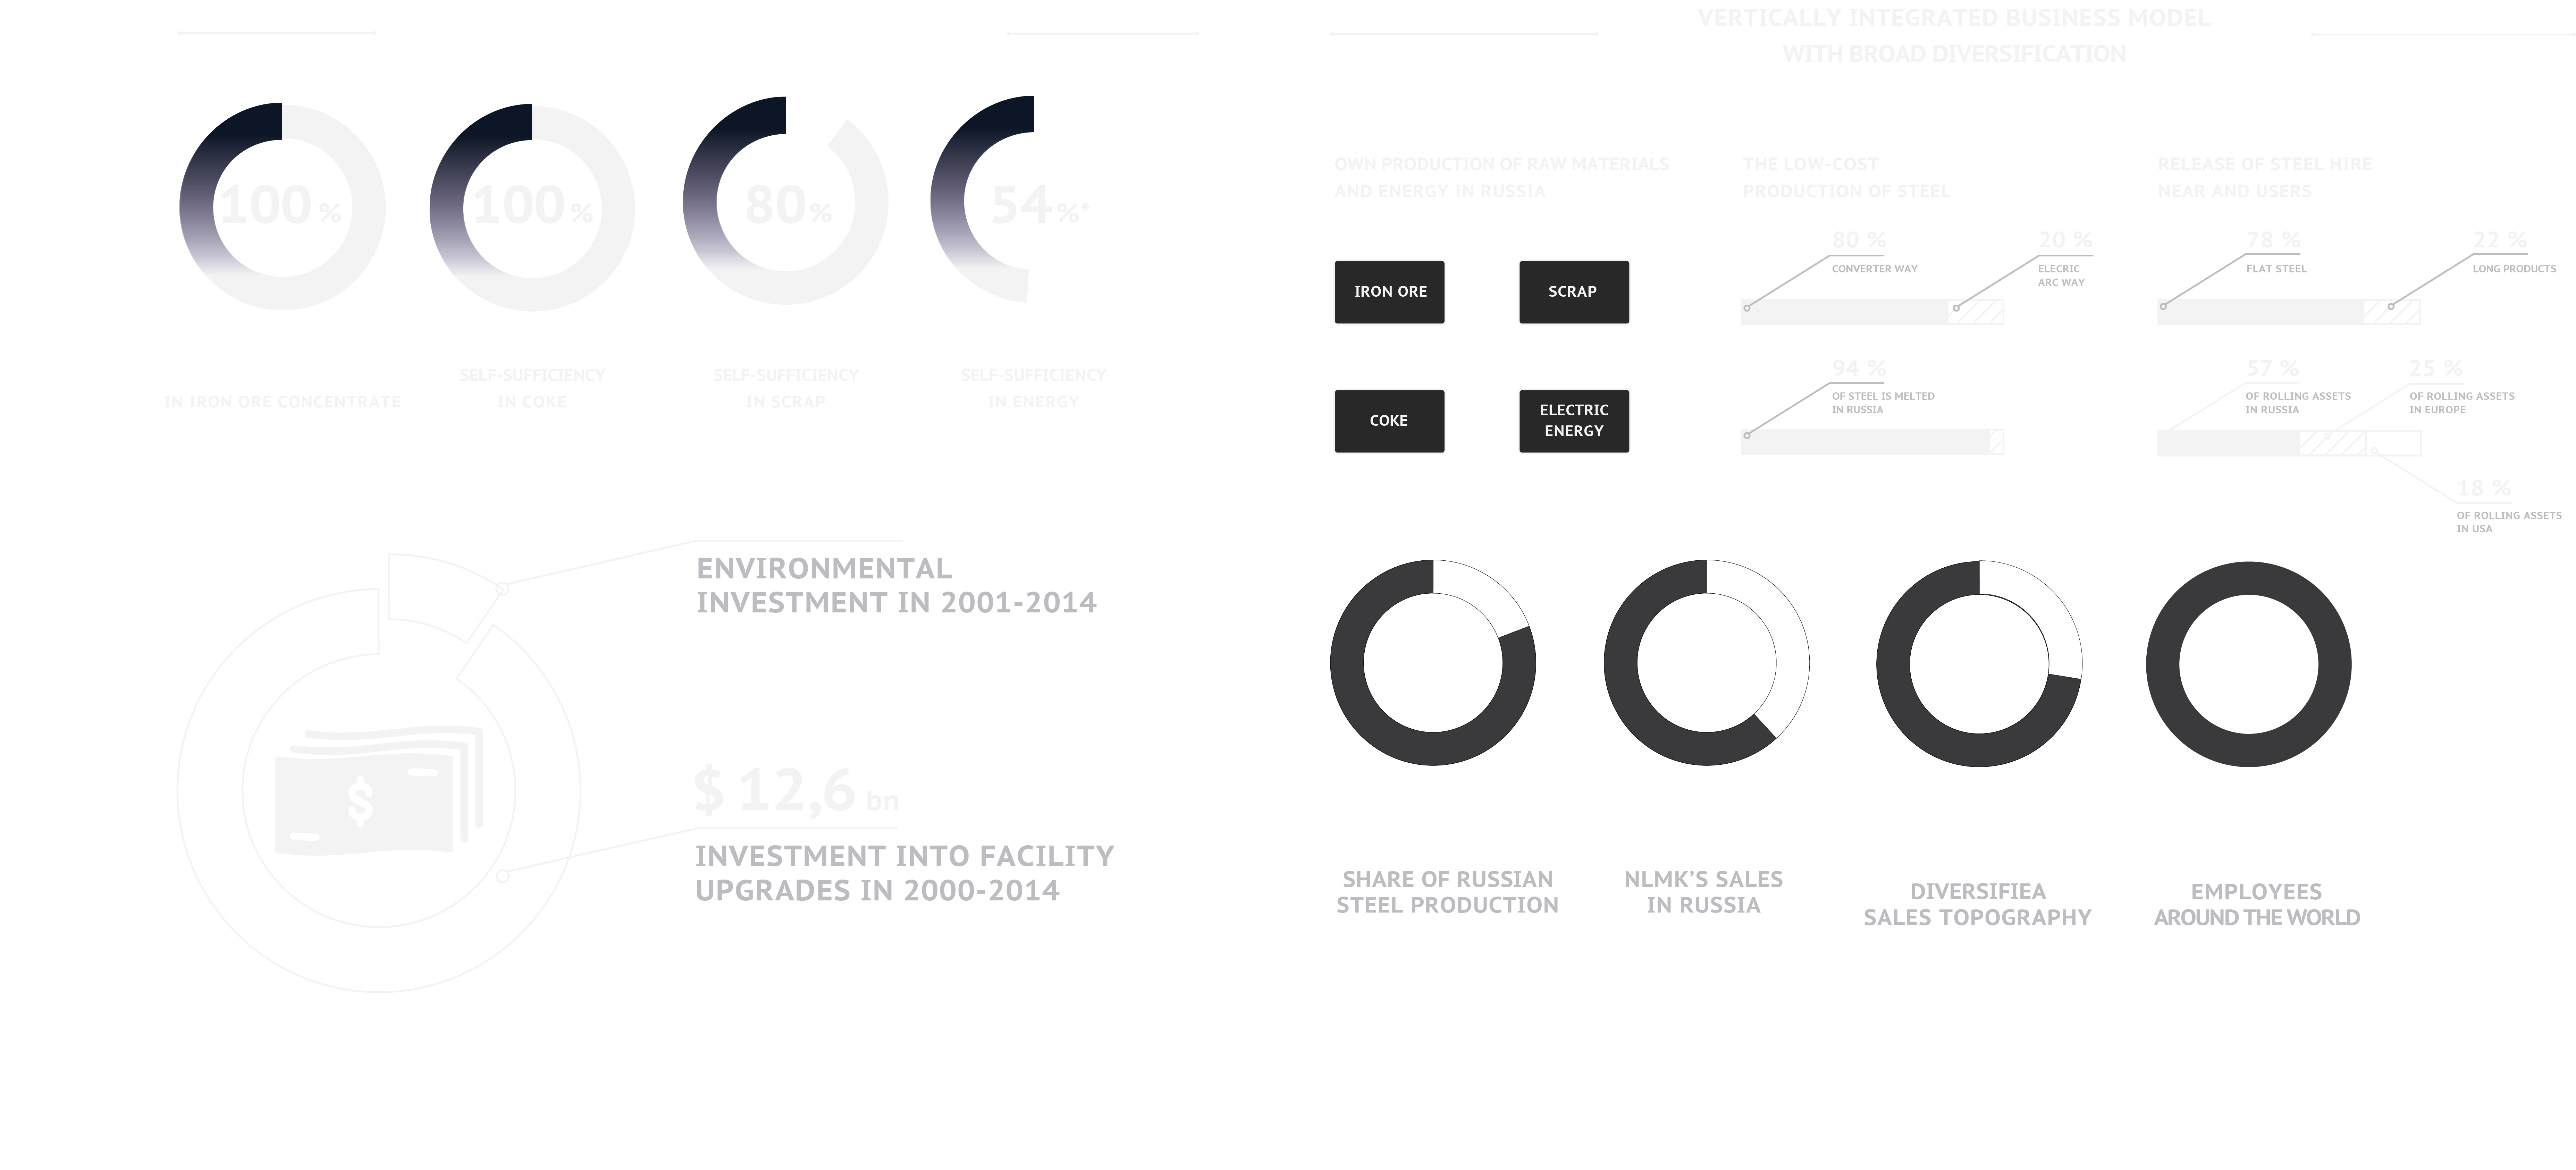 100 %
100 %
80 %
54 %*
IN IRON ORE CONCENTRATE
SELF-SUFFICIENCY
IN COKE
SELF-SUFFICIENCY
IN SCRAP
SELF-SUFFICIENCY
IN ENERGY
ENVIRONMENTAL
INVESTMENT IN 2001-2014
$
$ 12,6 bn
INVESTMENT INTO FACILITY
UPGRADES IN 2000-2014
VERTICALLY INTEGRATED BUSINESS MODEL
WITH BROAD DIVERSIFICATION
OWN PRODUCTION OF RAW MATERIALS
AND ENERGY IN RUSSIA
IRON ORE
SCRAP
COKE
ELECTRIC
ENERGY
THE LOW-COST
PRODUCTION OF STEEL
80 %
CONVERTER WAY
20 %
ELECRIC
ARC WAY
94 %
OF STEEL IS MELTED
IN RUSSIA
RELEASE OF STEEL HIRE
NEAR AND USERS
78 %
FLAT STEEL
22 %
LONG PRODUCTS
57 %
OF ROLLING ASSETS
IN RUSSIA
25 %
OF ROLLING ASSETS
IN EUROPE
18 %
OF ROLLING ASSETS
IN USA
SHARE OF RUSSIAN
STEEL PRODUCTION
NLMK’S SALES
IN RUSSIA
DIVERSIFIEA
SALES TOPOGRAPHY
EMPLOYEES
AROUND THE WORLD